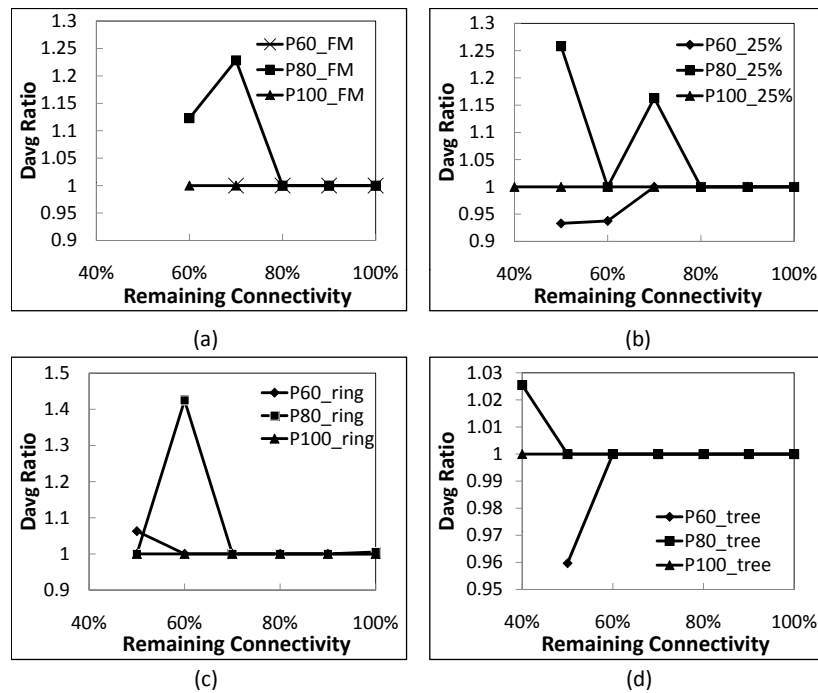 1.3
1.25
1.2
1.15
1.1
1.05
1
0.95
0.9
Davg Ratio
P60_FM
P80_FM
P100_FM
40% 60% 80% 100%
Remaining Connectivity
(a)
1.3
1.25
1.2
1.15
1.1
1.05
1
0.95
0.9
Davg Ratio
P60_25%
P80_25%
P100_25%
40% 60% 80% 100%
Remaining Connectivity
(b)
1.5
1.4
1.3
1.2
1.1
1
0.9
Davg Ratio
P60_ring
P80_ring
P100_ring
40% 60% 80% 100%
Remaining Connectivity
(c)
1.03
1.02
1.01
1
0.99
0.98
0.97
0.96
0.95
Davg Ratio
P60_tree
P80_tree
P100_tree
40% 60% 80% 100%
Remaining Connectivity
(d)